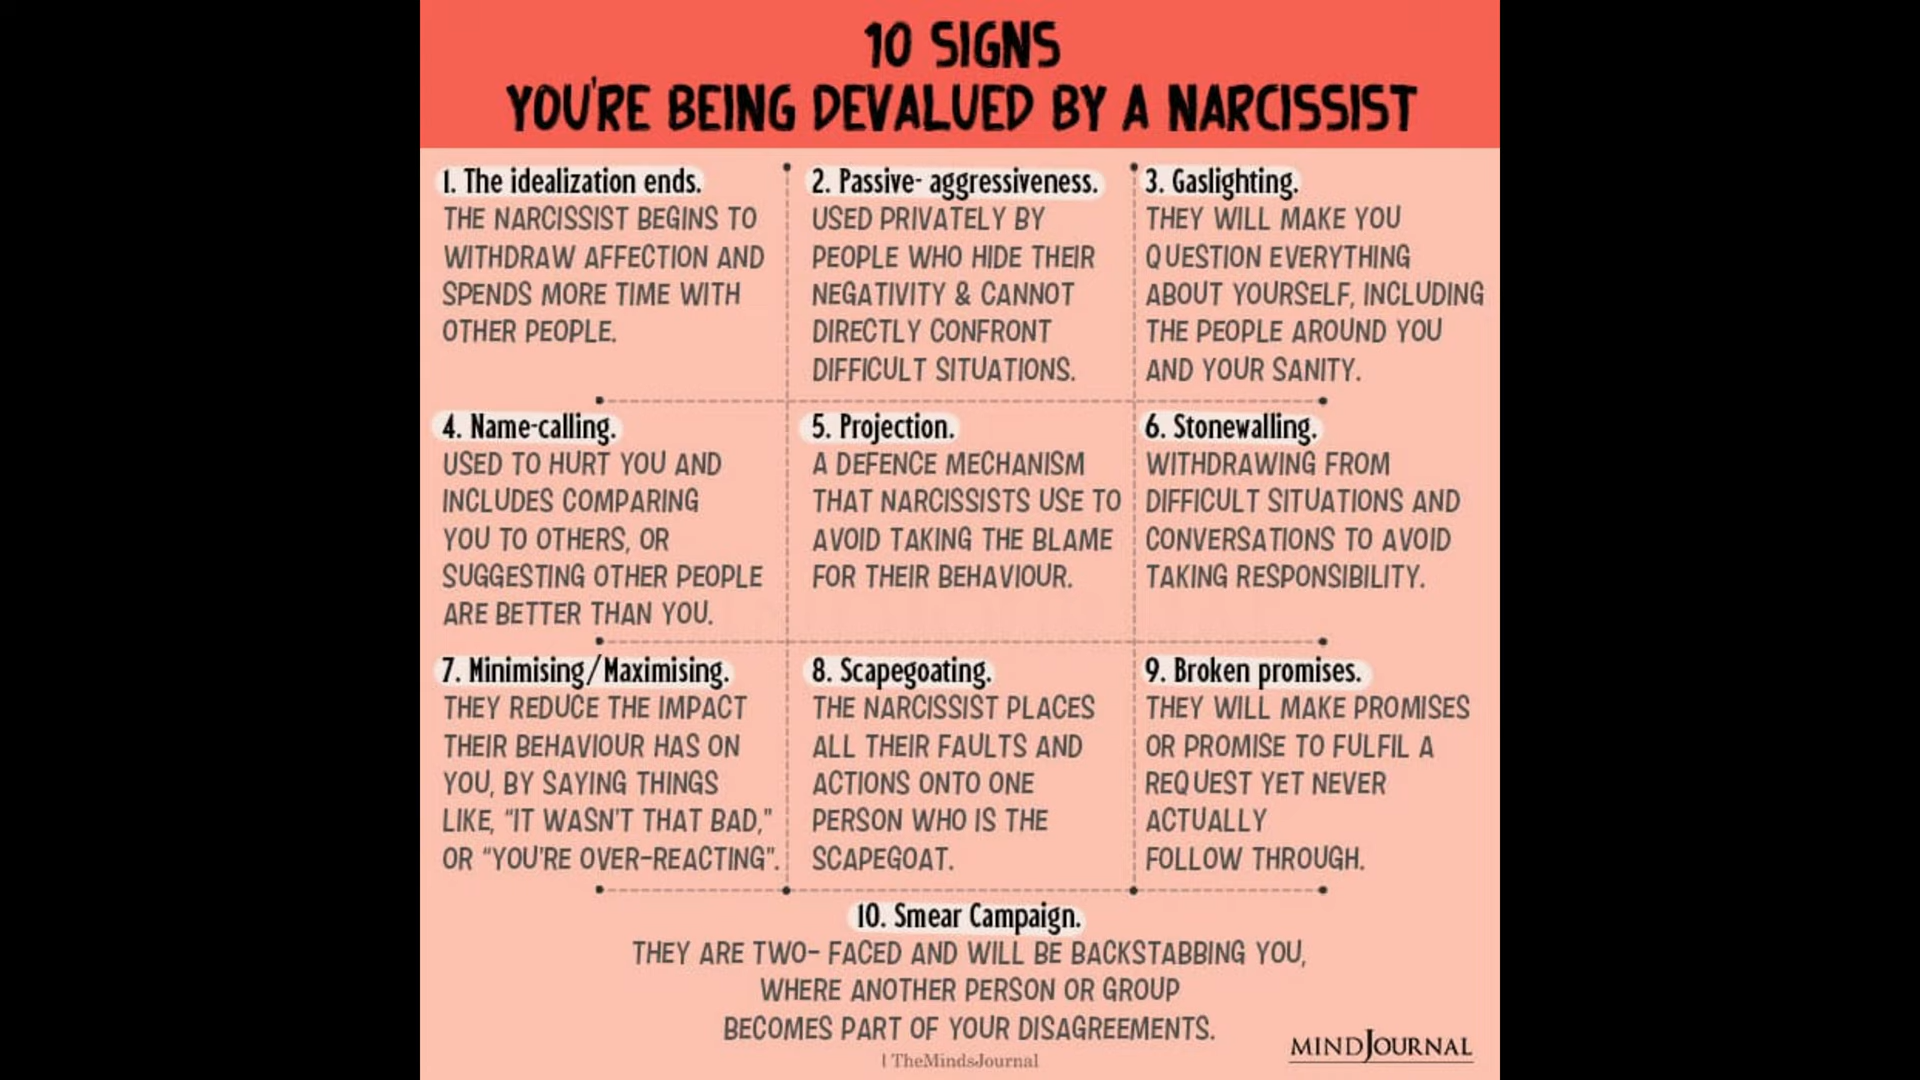 10 SIGNS
YOU'RE BEING DEVALUED BY A NARCISSIST
1. The idealization ends.
THE NARCISSIST BEGINS TO
WITHDRAW AFFECTION AND
SPENDS MORE TIME WITH
OTHER PEOPLE.
2. Passive- aggressiveness.
USED PRIVATELY BY
PEOPLE WHO HIDE THEIR
NEGATIVITY & CANNOT
DIRECTLY CONFRONT
DIFFICULT SITUATIONS.
3. Gaslighting.
THEY WILL MAKE YOU
QUESTION EVERYTHING
ABOUT YOURSELF, INCLUDING
THE PEOPLE AROUND YOU
AND YOUR SANITY.
4. Name-calling.
USED TO HURT YOU AND
INCLUDES COMPARING
YOU TO OTHERS, OR
SUGGESTING OTHER PEOPLE
ARE BETTER THAN YOU.
5. Projection.
A DEFENCE MECHANISM
THAT NARCISSISTS USE TO
AVOID TAKING THE BLAME
FOR THEIR BEHAVIOUR.
6. Stonewalling.
WITHDRAWING FROM
DIFFICULT SITUATIONS AND
CONVERSATIONS TO AVOID
TAKING RESPONSIBILITY.
7. Minimising/Maximising.
THEY REDUCE THE IMPACT
THEIR BEHAVIOUR HAS ON
YOU, BY SAYING THINGS
LIKE, “IT WASN'T THAT BAD,”
OR “YOU'RE OVER-REACTING”.
8. Scapegoating.
THE NARCISSIST PLACES
ALL THEIR FAULTS AND
ACTIONS ONTO ONE
PERSON WHO IS THE
SCAPEGOAT.
9. Broken promises.
THEY WILL MAKE PROMISES
OR PROMISE TO FULFIL A
REQUEST YET NEVER
ACTUALLY
FOLLOW THROUGH.
10. Smear Campaign.
THEY ARE TWO- FACED AND WILL BE BACKSTABBING YOU,
WHERE ANOTHER PERSON OR GROUP
BECOMES PART OF YOUR DISAGREEMENTS.
| TheMindsJournal
MINDJOURNAL